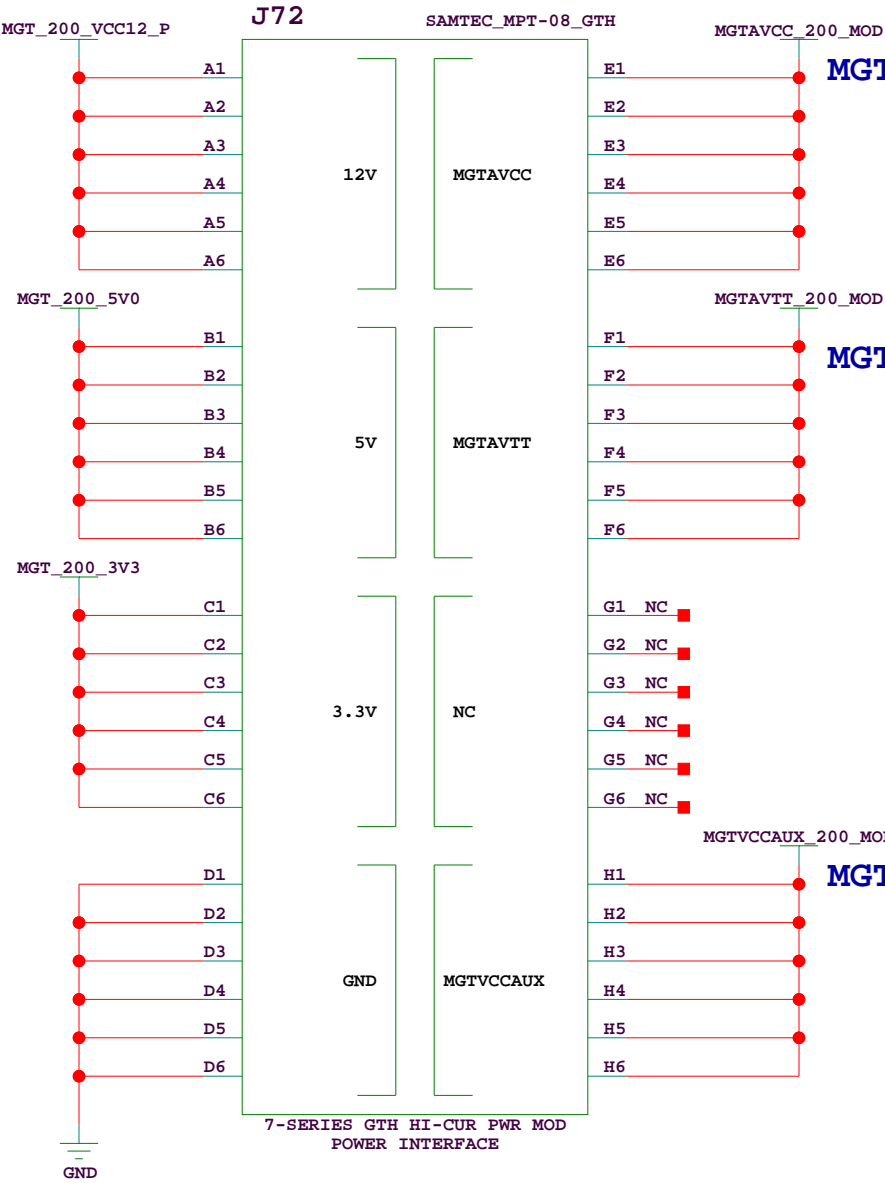 J72
SAMTEC_MPT-08_GTH
MGT_200_VCC12_P
MGTAVCC_200_MOD
MGT
A1
A2
A3
A4
A5
A6
12V
MGTAVCC
E1
E2
E3
E4
E5
E6
MGT_200_5V0
MGTAVTT_200_MOD
MGT
B1
B2
B3
B4
B5
B6
5V
MGTAVTT
F1
F2
F3
F4
F5
F6
MGT_200_3V3
C1
C2
C3
C4
C5
C6
3.3V
NC
G1 NC
G2 NC
G3 NC
G4 NC
G5 NC
G6 NC
MGTVCCAUX_200_MOD
MGT
D1
D2
D3
D4
D5
D6
GND
MGTVCCAUX
H1
H2
H3
H4
H5
H6
7-SERIES GTH HI-CUR PWR MOD
POWER INTERFACE
GND